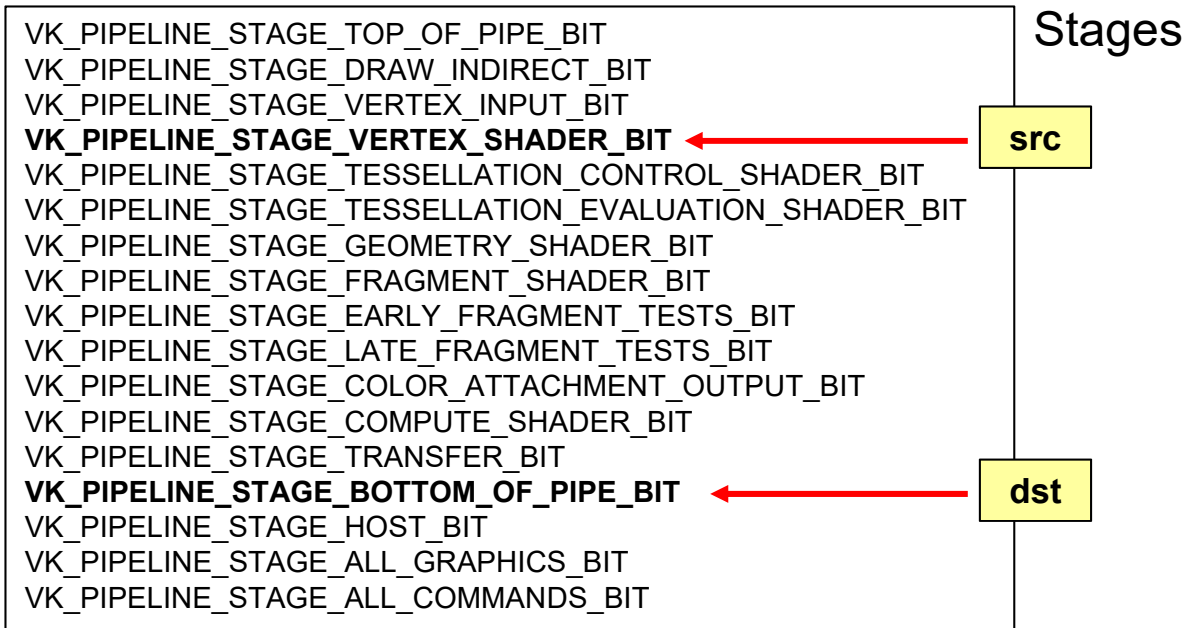 Stages
VK_PIPELINE_STAGE_TOP_OF_PIPE_BIT
VK_PIPELINE_STAGE_DRAW_INDIRECT_BIT
VK_PIPELINE_STAGE_VERTEX_INPUT_BIT
VK_PIPELINE_STAGE_VERTEX_SHADER_BIT src
VK_PIPELINE_STAGE_TESSELLATION_CONTROL_SHADER_BIT
VK_PIPELINE_STAGE_TESSELLATION_EVALUATION_SHADER_BIT
VK_PIPELINE_STAGE_GEOMETRY_SHADER_BIT
VK_PIPELINE_STAGE_FRAGMENT_SHADER_BIT
VK_PIPELINE_STAGE_EARLY_FRAGMENT_TESTS_BIT
VK_PIPELINE_STAGE_LATE_FRAGMENT_TESTS_BIT
VK_PIPELINE_STAGE_COLOR_ATTACHMENT_OUTPUT_BIT
VK_PIPELINE_STAGE_COMPUTE_SHADER_BIT
VK_PIPELINE_STAGE_TRANSFER_BIT
VK_PIPELINE_STAGE_BOTTOM_OF_PIPE_BIT dst
VK_PIPELINE_STAGE_HOST_BIT
VK_PIPELINE_STAGE_ALL_GRAPHICS_BIT
VK_PIPELINE_STAGE_ALL_COMMANDS_BIT